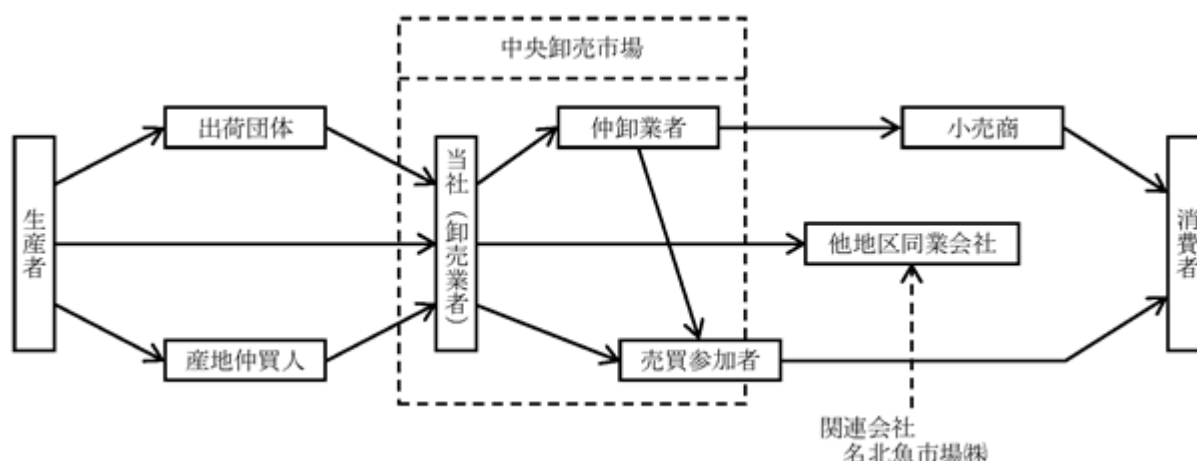 中央卸売市場
出荷団体
仲卸業者
小売商
生産者
当社（卸売業者）
他地区同業会社
消費者
産地仲買人
売買参加者
関連会社
名北魚市場㈱